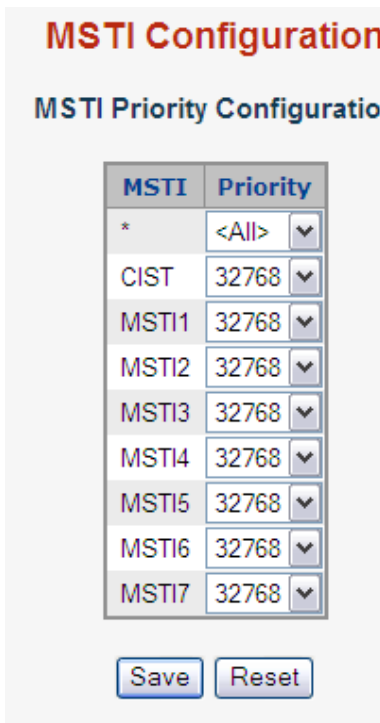 MSTI Configuration
MSTI Priority Configuratio
MSTI Priority
* <All>
CIST 32768
MSTI1 32768
MSTI2 32768
MSTI3 32768
MSTI4 32768
MSTI5 32768
MSTI6 32768
MSTI7 32768
Save Reset